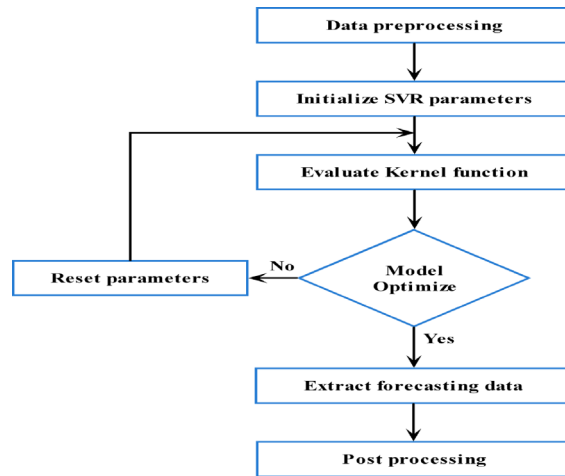 Data preprocessing
Initialize SVR parameters
Evaluate Kernel function
Model
Optimize
No
Reset parameters
Yes
Extract forecasting data
Post processing